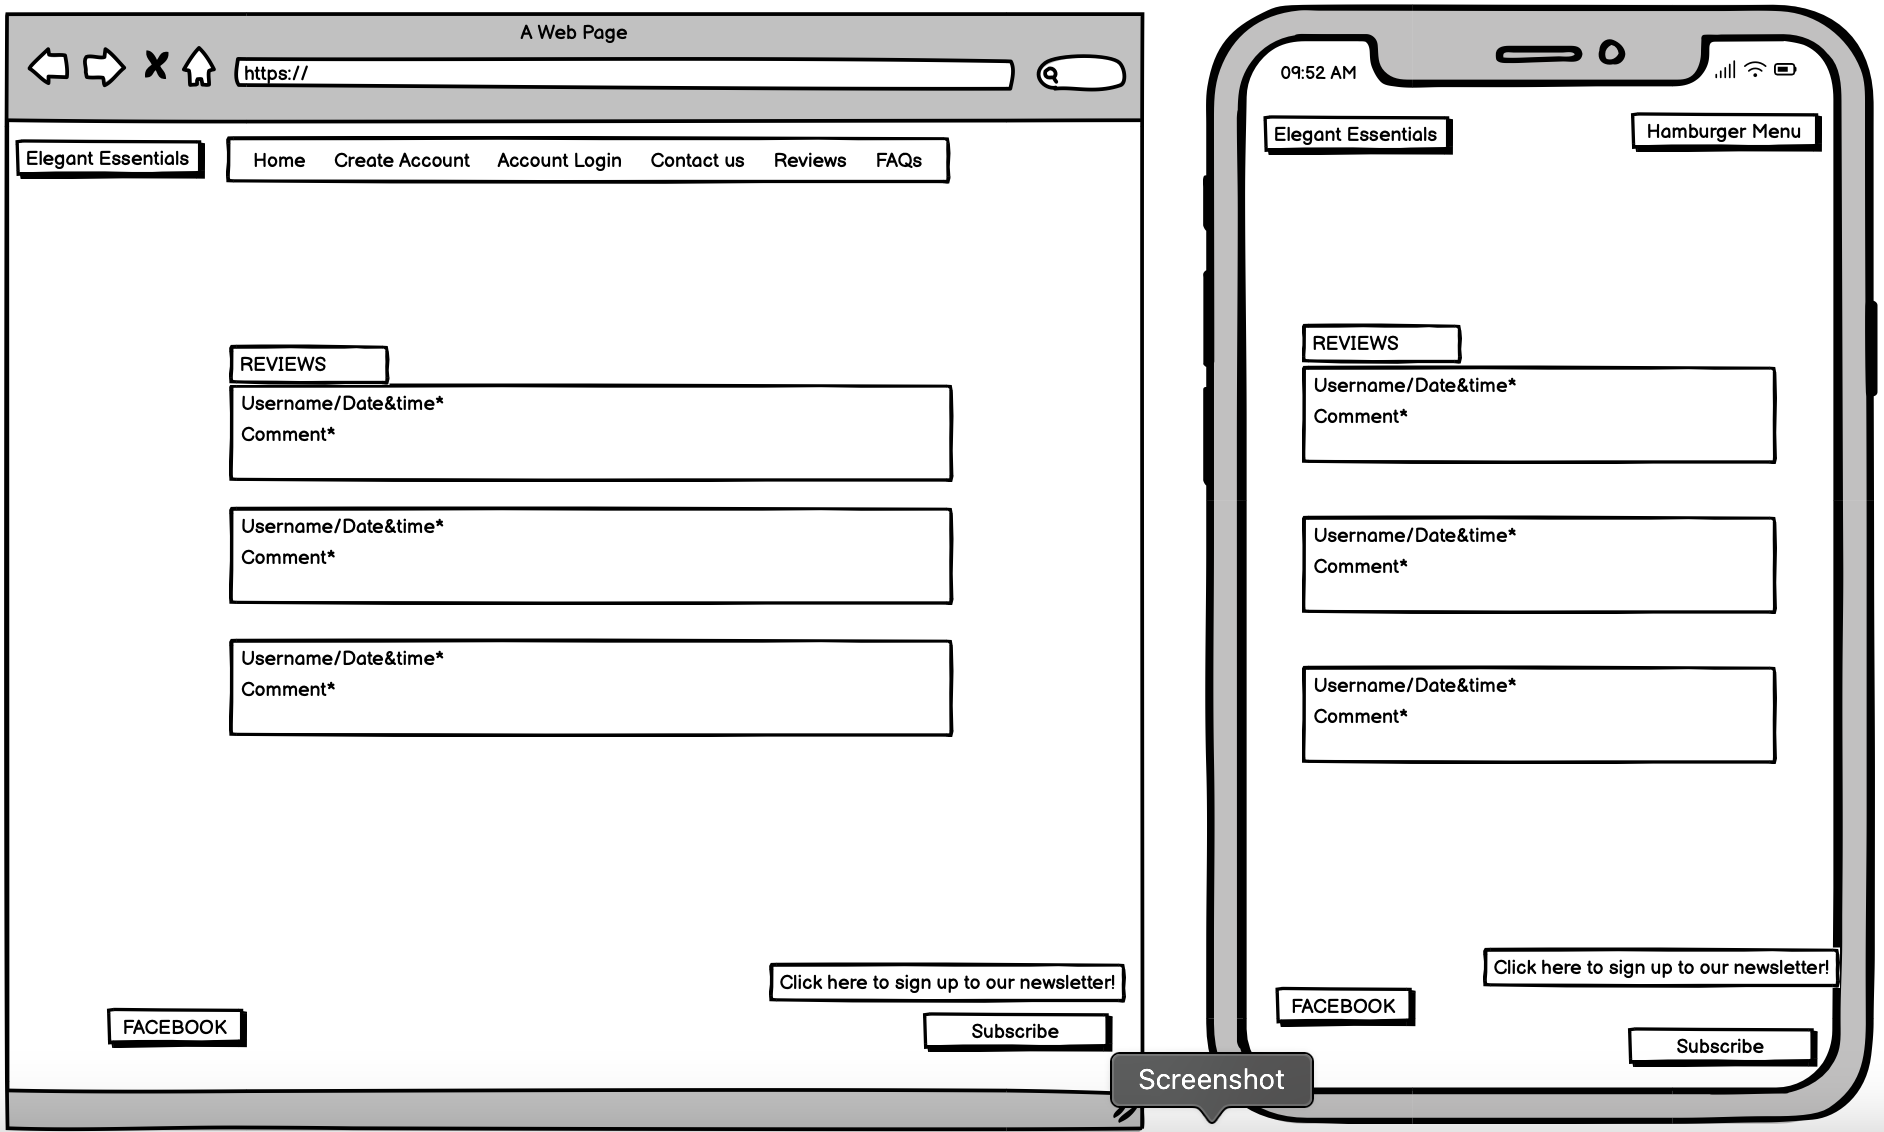 A Web Page
https://
Elegant Essentials
Home Create Account Account Login Contact us Reviews FAQs
REVIEWS
Username/Date&time*
Comment*
Username/Date&time*
Comment*
Username/Date&time*
Comment*
Click here to sign up to our newsletter!
FACEBOOK
Subscribe
09:52 AM
Elegant Essentials
Hamburger Menu
REVIEWS
Username/Date&time*
Comment*
Username/Date&time*
Comment*
Username/Date&time*
Comment*
Click here to sign up to our newsletter!
FACEBOOK
Subscribe
Screenshot